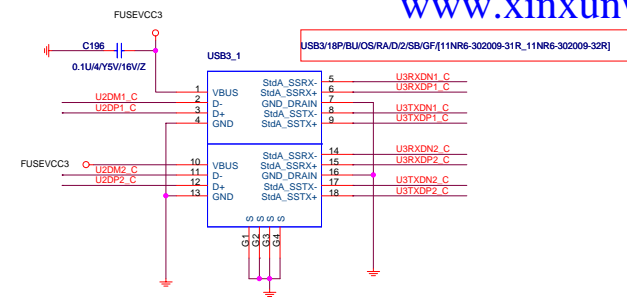 www.xinxunw
FUSEVCC3
USB3/18P/BU/OS/RA/D/2/SB/GF/[11NR6-302009-31R_11NR6-302009-32R]
C196
0.1U/4/Y5V/16V/Z
USB3_1
StdA_SSRX- 5 U3RXDN1_C
1 VBUS StdA_SSRX+ 6 U3RXDP1_C
U2DM1_C 2 D- GND_DRAIN 7
U2DP1_C 3 D+ StdA_SSTX- 8 U3TXDN1_C
4 GND StdA_SSTX+ 9 U3TXDP1_C
StdA_SSRX- 14 U3RXDN2_C
FUSEVCC3 10 VBUS StdA_SSRX+ 15 U3RXDP2_C
U2DM2_C 11 D- GND_DRAIN 16
U2DP2_C 12 D+ StdA_SSTX- 17 U3TXDN2_C
13 GND StdA_SSTX+ 18 U3TXDP2_C
S S S S
G1 G2 G3 G4